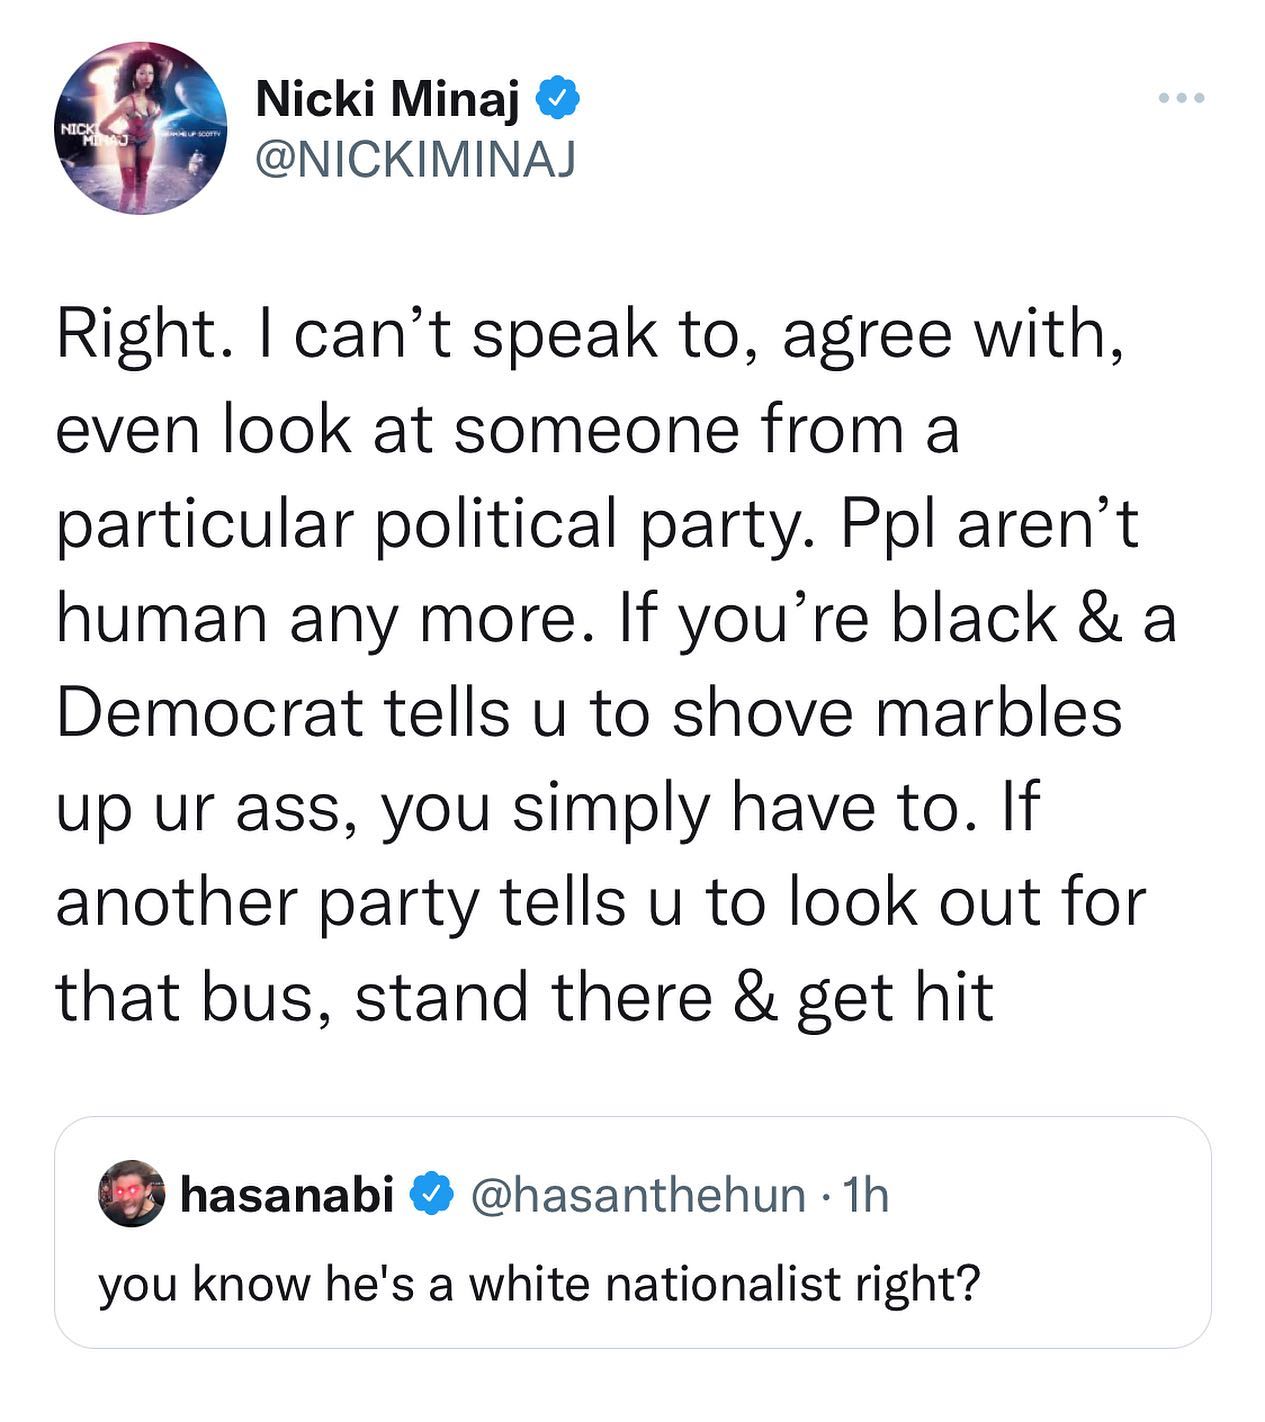 Nicki Minaj
@NICKIMINAJ
NICKI
MINAJ
BEAM ME UP SCOTTY
Right. I can’t speak to, agree with,
even look at someone from a
particular political party. Ppl aren’t
human any more. If you’re black & a
Democrat tells u to shove marbles
up ur ass, you simply have to. If
another party tells u to look out for
that bus, stand there & get hit
hasanabi @hasanthehun · 1h
you know he's a white nationalist right?